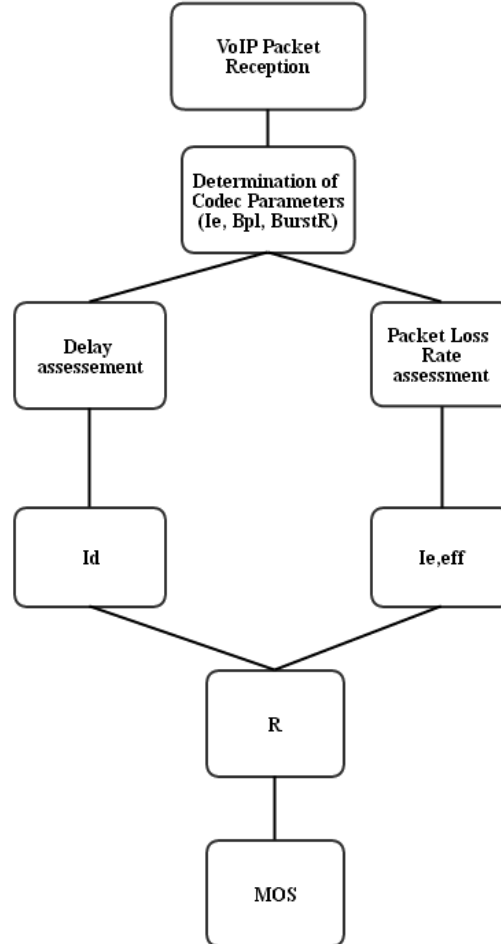 VoIP Packet
Reception
Determination of
Codec Parameters
(Ie, Bpl, BurstR)
Delay
assessement
Packet Loss
Rate
assessment
Id
Ie,eff
R
MOS